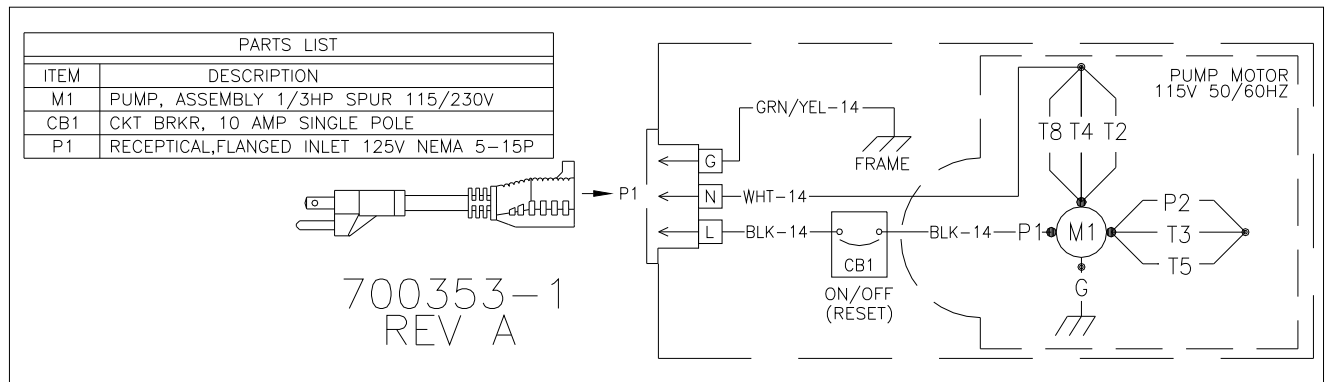 PARTS LIST
ITEM DESCRIPTION
M1 PUMP, ASSEMBLY 1/3HP SPUR 115/230V
CB1 CKT BRKR, 10 AMP SINGLE POLE
P1 RECEPTICAL,FLANGED INLET 125V NEMA 5-15P
700353-1
REV A
P1
G
GRN/YEL-14
FRAME
N
WHT-14
L
BLK-14
CB1
ON/OFF
(RESET)
BLK-14
P1
M1
PUMP MOTOR
115V 50/60HZ
T8 T4 T2
P2
T3
T5
G